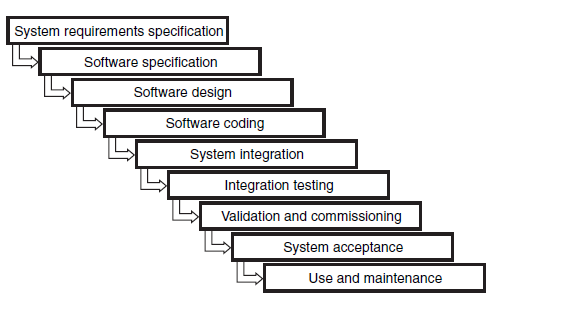 System requirements specification
Software specification
Software design
Software coding
System integration
Integration testing
Validation and commissioning
System acceptance
Use and maintenance